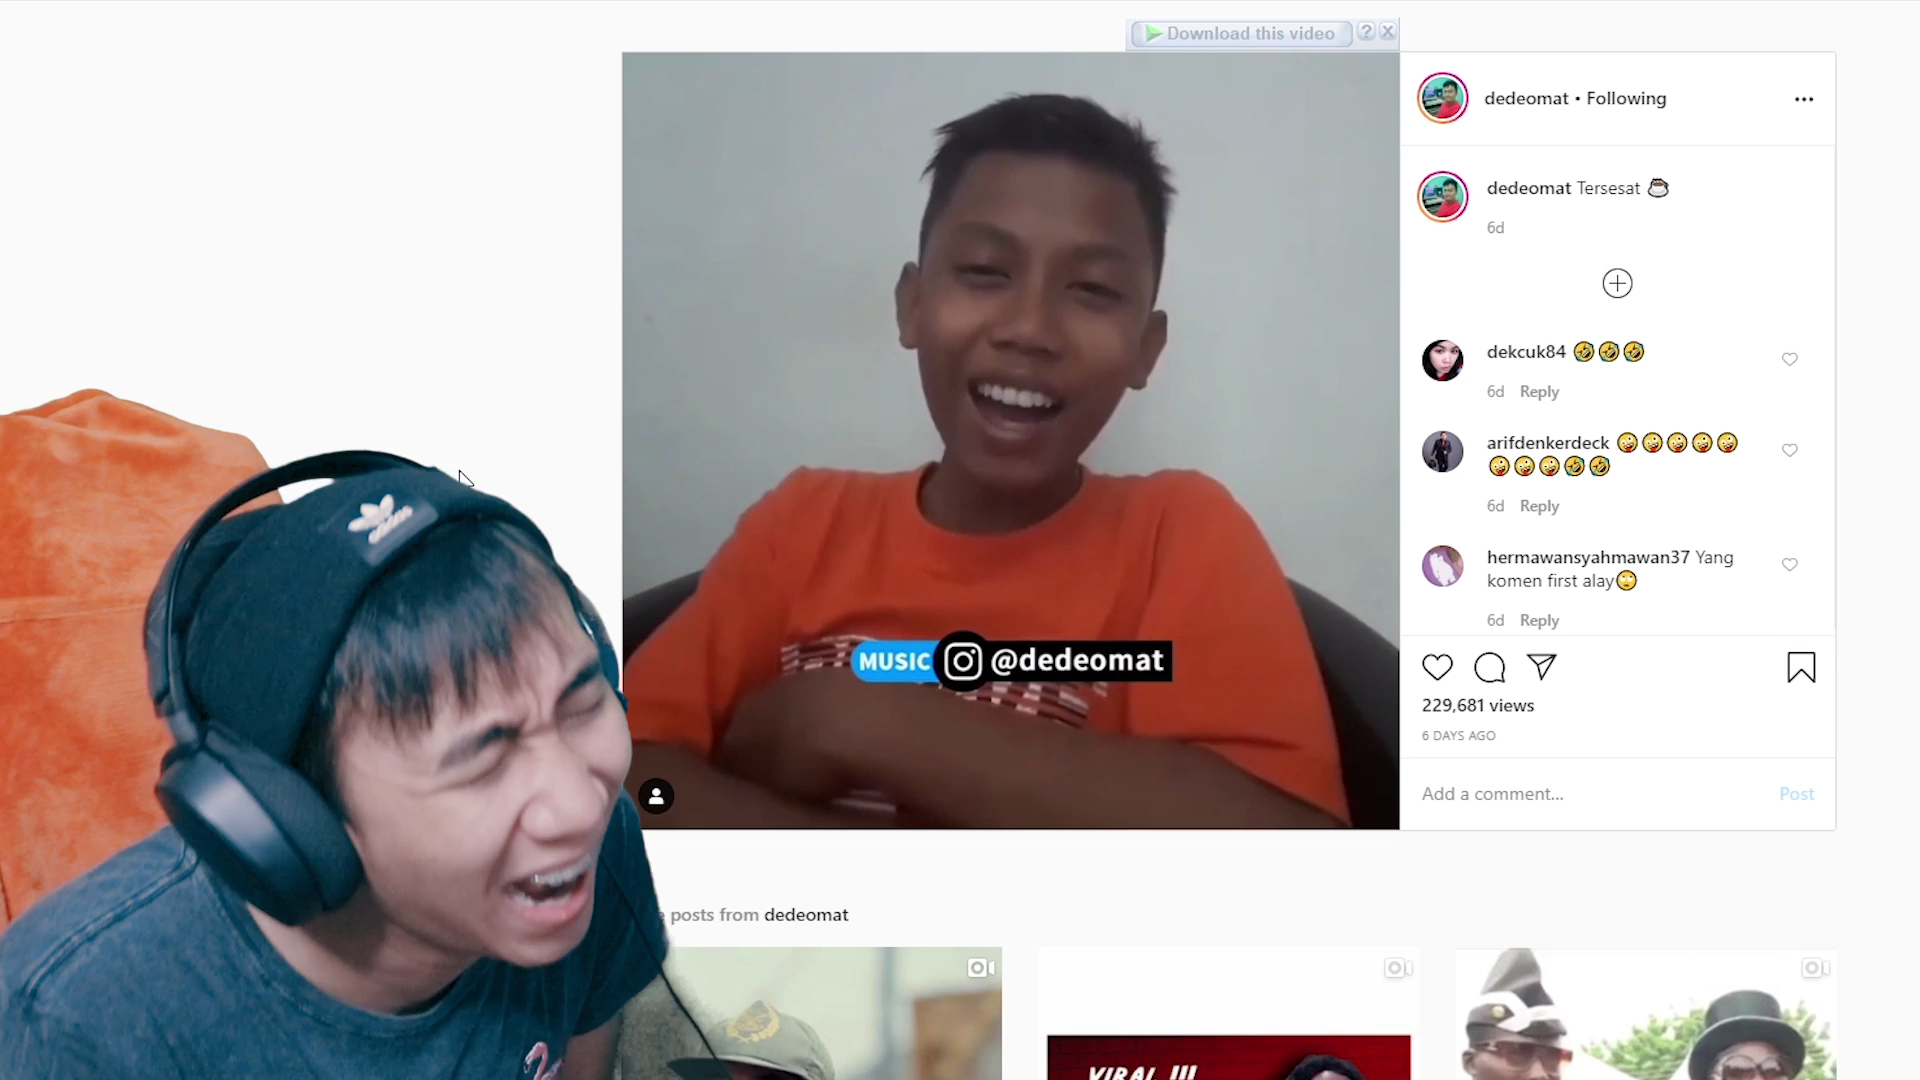 Download this video ? X
dedeomat • Following
dedeomat Tersesat
6d
dekcuk84
6d Reply
arifdenkerdeck
6d Reply
hermawansyahmawan37 Yang
komen first alay
6d Reply
adidas
MUSIC @dedeomat
229,681 views
6 DAYS AGO
Add a comment... Post
posts from dedeomat
VIRAL !!!